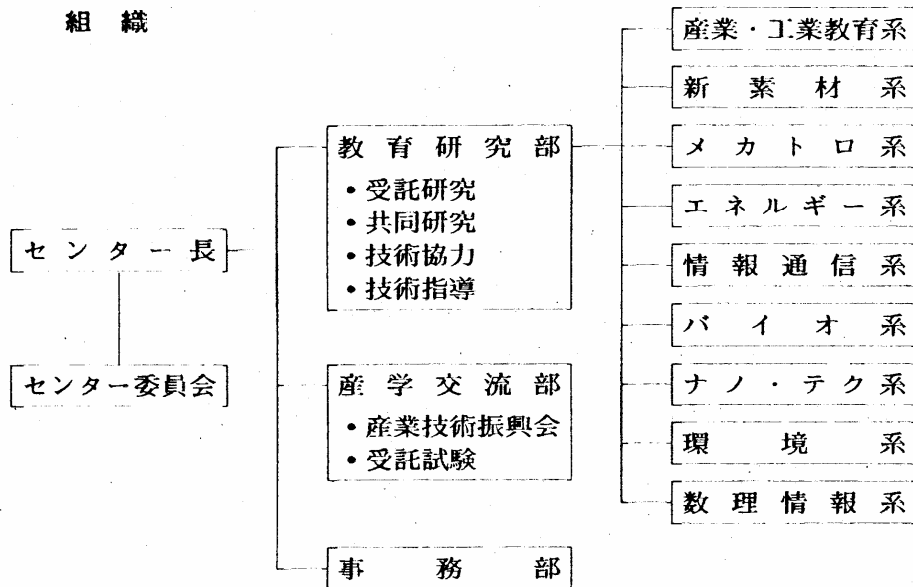 組織
センター長
センター委員会
教育研究部
・受託研究
・共同研究
・技術協力
・技術指導
産学交流部
・産業技術振興会
・受託試験
事務部
産業・工業教育系
新素材系
メカトロ系
エネルギー系
情報通信系
バイオ系
ナノ・テク系
環境系
数理情報系